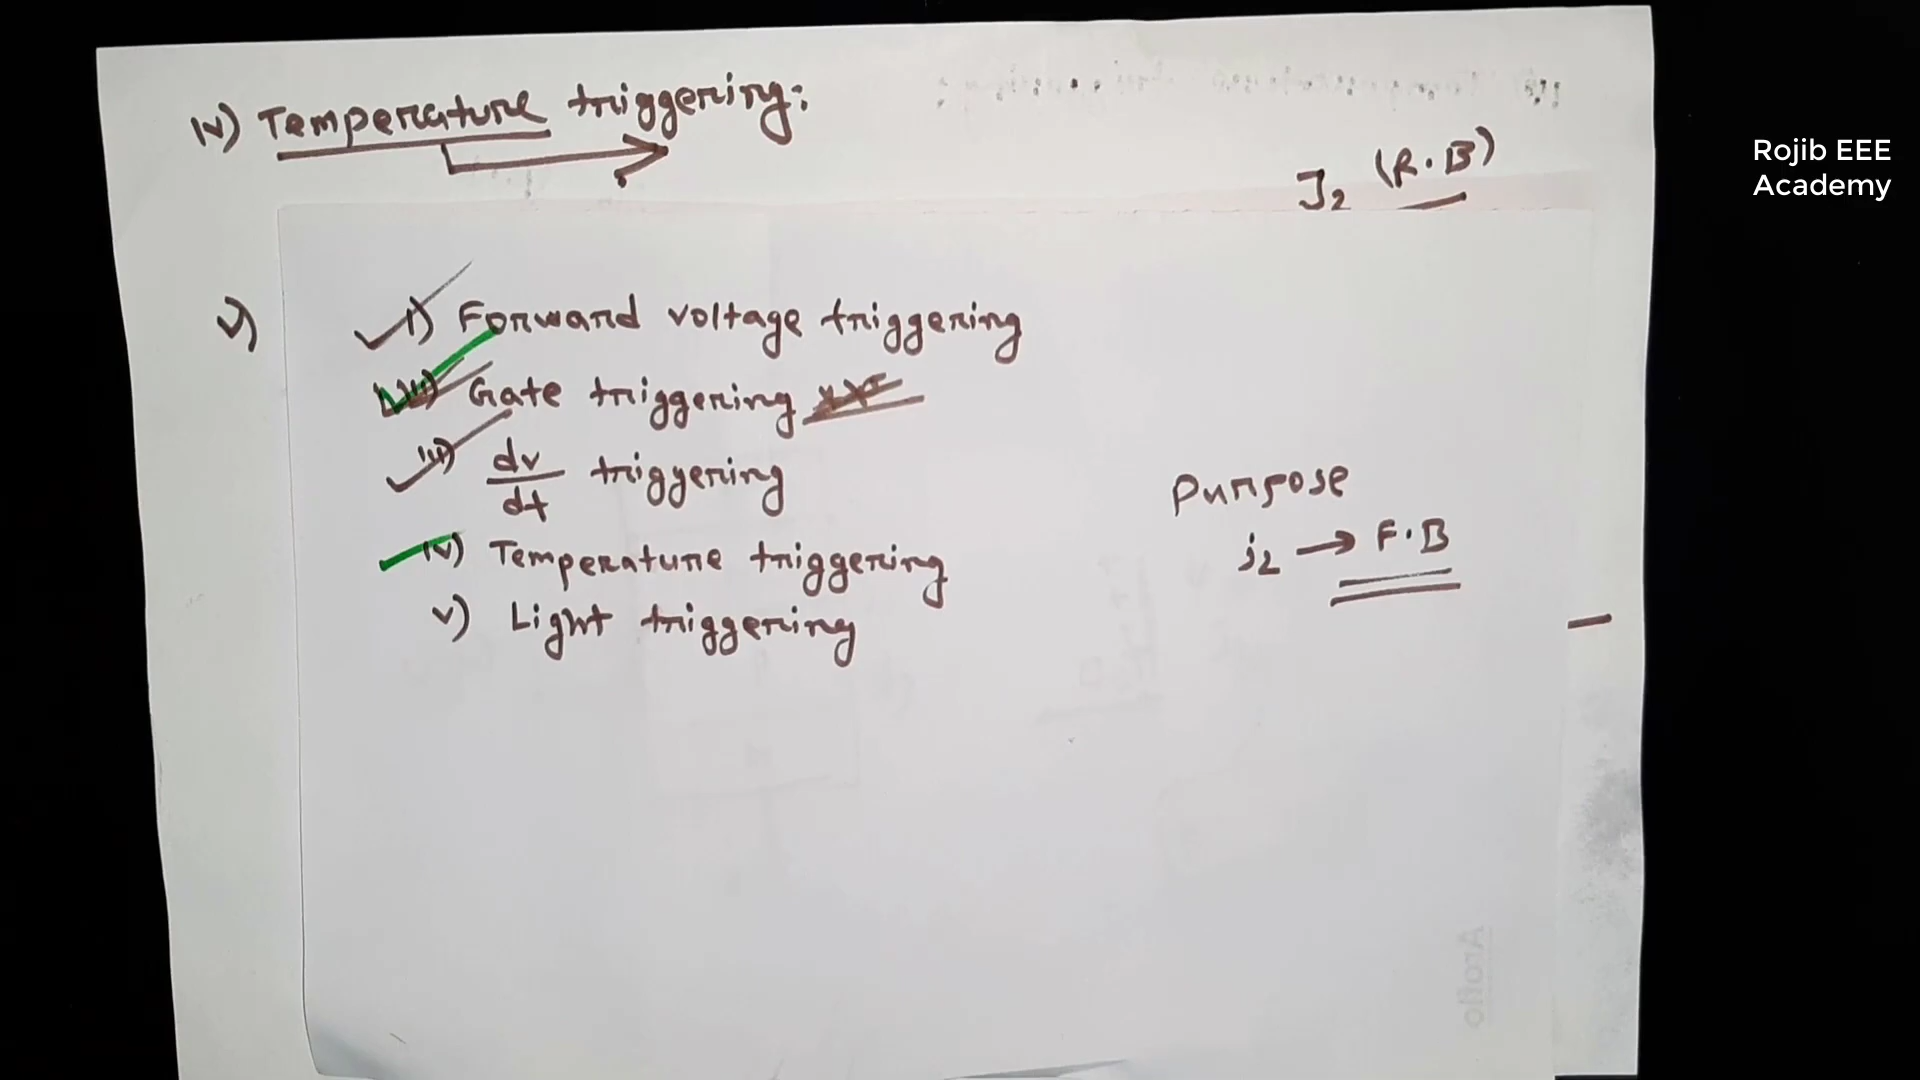 iv) Temperature triggering:
J2 (R.B)
Rojib EEE
Academy
v)
i) Forward voltage triggering
ii) Gate triggering
iii) dv/dt triggering
iv) Temperature triggering
v) Light triggering
Purpose
j2 → F.B